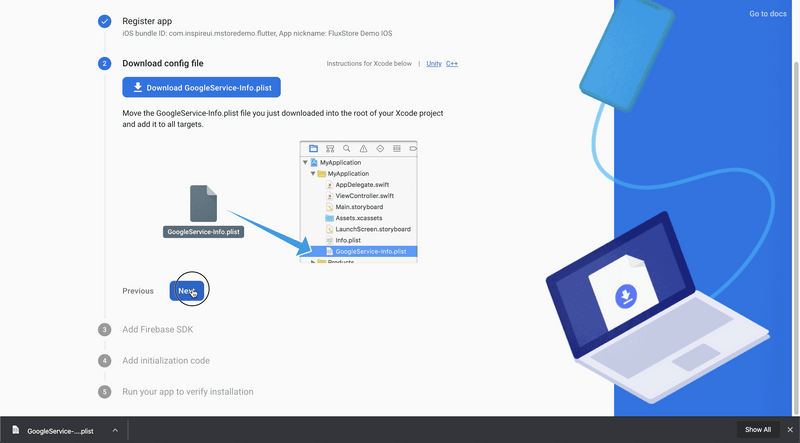 Go to docs
Register app
iOS bundle ID: com.inspireui.mstoredemo.flutter, App nickname: FluxStore Demo IOS
2 Download config file
Instructions for Xcode below | Unity C++
Download GoogleService-Info.plist
Move the GoogleService-Info.plist file you just downloaded into the root of your Xcode project
and add it to all targets.
MyApplication
MyApplication
AppDelegate.swift
ViewController.swift
Main.storyboard
Assets.xcassets
LaunchScreen.storyboard
Info.plist
GoogleService-Info.plist
Products
GoogleService-Info.plist
Previous
Next
3 Add Firebase SDK
4 Add initialization code
5 Run your app to verify installation
GoogleService-....plist
Show All